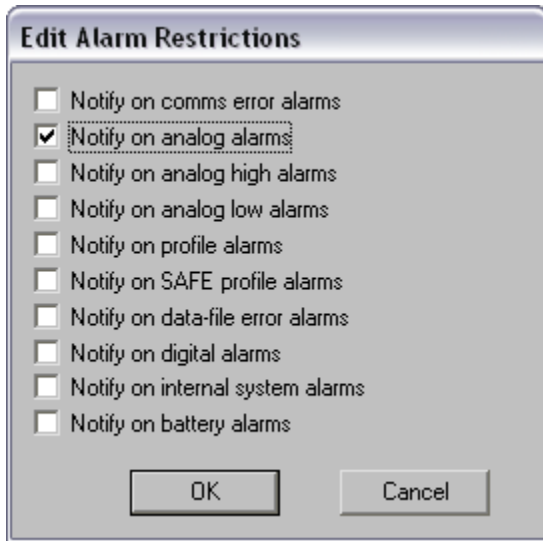 Edit Alarm Restrictions
Notify on comms error alarms
Notify on analog alarms
Notify on analog high alarms
Notify on analog low alarms
Notify on profile alarms
Notify on SAFE profile alarms
Notify on data-file error alarms
Notify on digital alarms
Notify on internal system alarms
Notify on battery alarms
OK Cancel